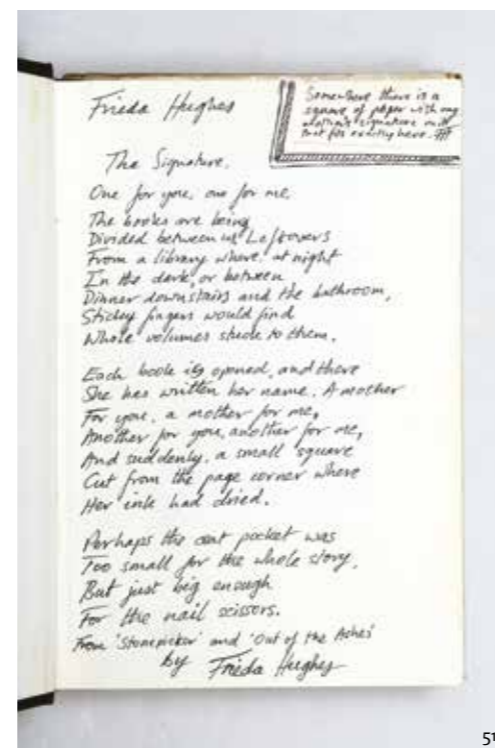 Frieda Hughes
Somewhere there is a
square of paper with my
mother's signature on it
that fits exactly here. FH
The Signature.
One for you, one for me,
The books are being
Divided between us. Leftovers
From a library where, at night
In the dark, or between
Dinner downstairs and the bathroom,
Sticky fingers would find
Whole volumes stuck to them.
Each book is opened, and there
She has written her name. A mother
For you, a mother for me,
Another for you, another for me,
And suddenly, a small square
Cut from the page corner where
Her ink had dried.
Perhaps the coat pocket was
Too small for the whole story,
But just big enough
For the nail scissors.
From 'Stonepicker' and 'Out of the Ashes'
by Frieda Hughes
51